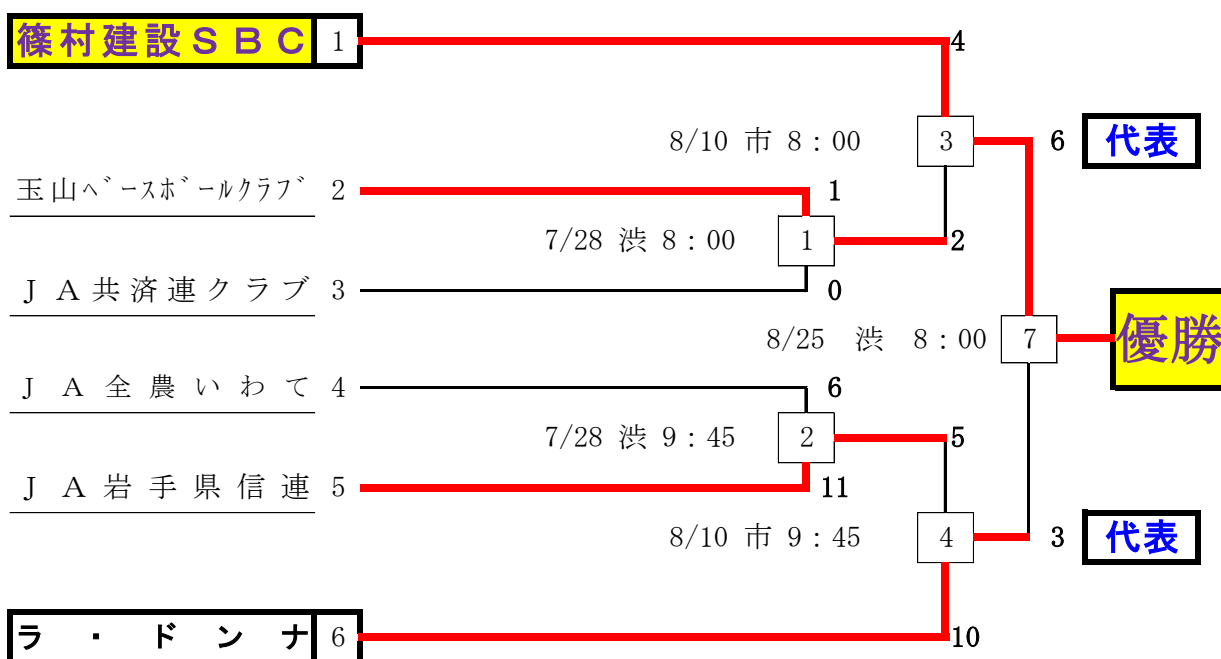 篠村建設ＳＢＣ 1
4
8/10 市 8：00 3 6 代表
玉山ﾍﾞｰｽﾎﾞｰﾙｸﾗﾌﾞ 2
1
7/28 渋 8：00 1 2
ＪＡ共済連クラブ 3
0
8/25 渋 8：00 7 優勝
ＪＡ全農いわて 4
6
7/28 渋 9：45 2 5
ＪＡ岩手県信連 5
11
8/10 市 9：45 4 3 代表
ラ・ドンナ 6
10